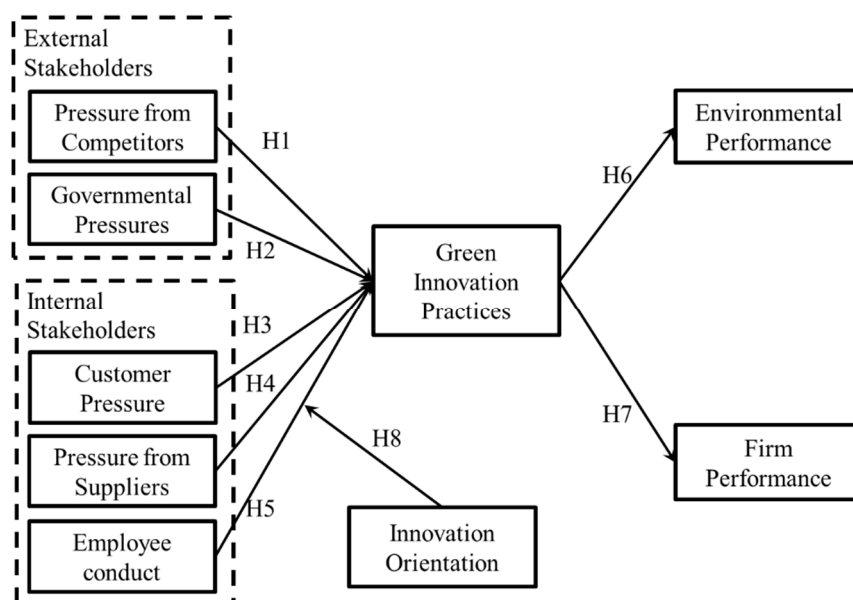 External
Stakeholders
Pressure from
Competitors
Governmental
Pressures
H1
H2
Internal
Stakeholders
Customer
Pressure
Pressure from
Suppliers
Employee
conduct
H3
H4
H5
Green
Innovation
Practices
H8
Innovation
Orientation
H6
H7
Environmental
Performance
Firm
Performance